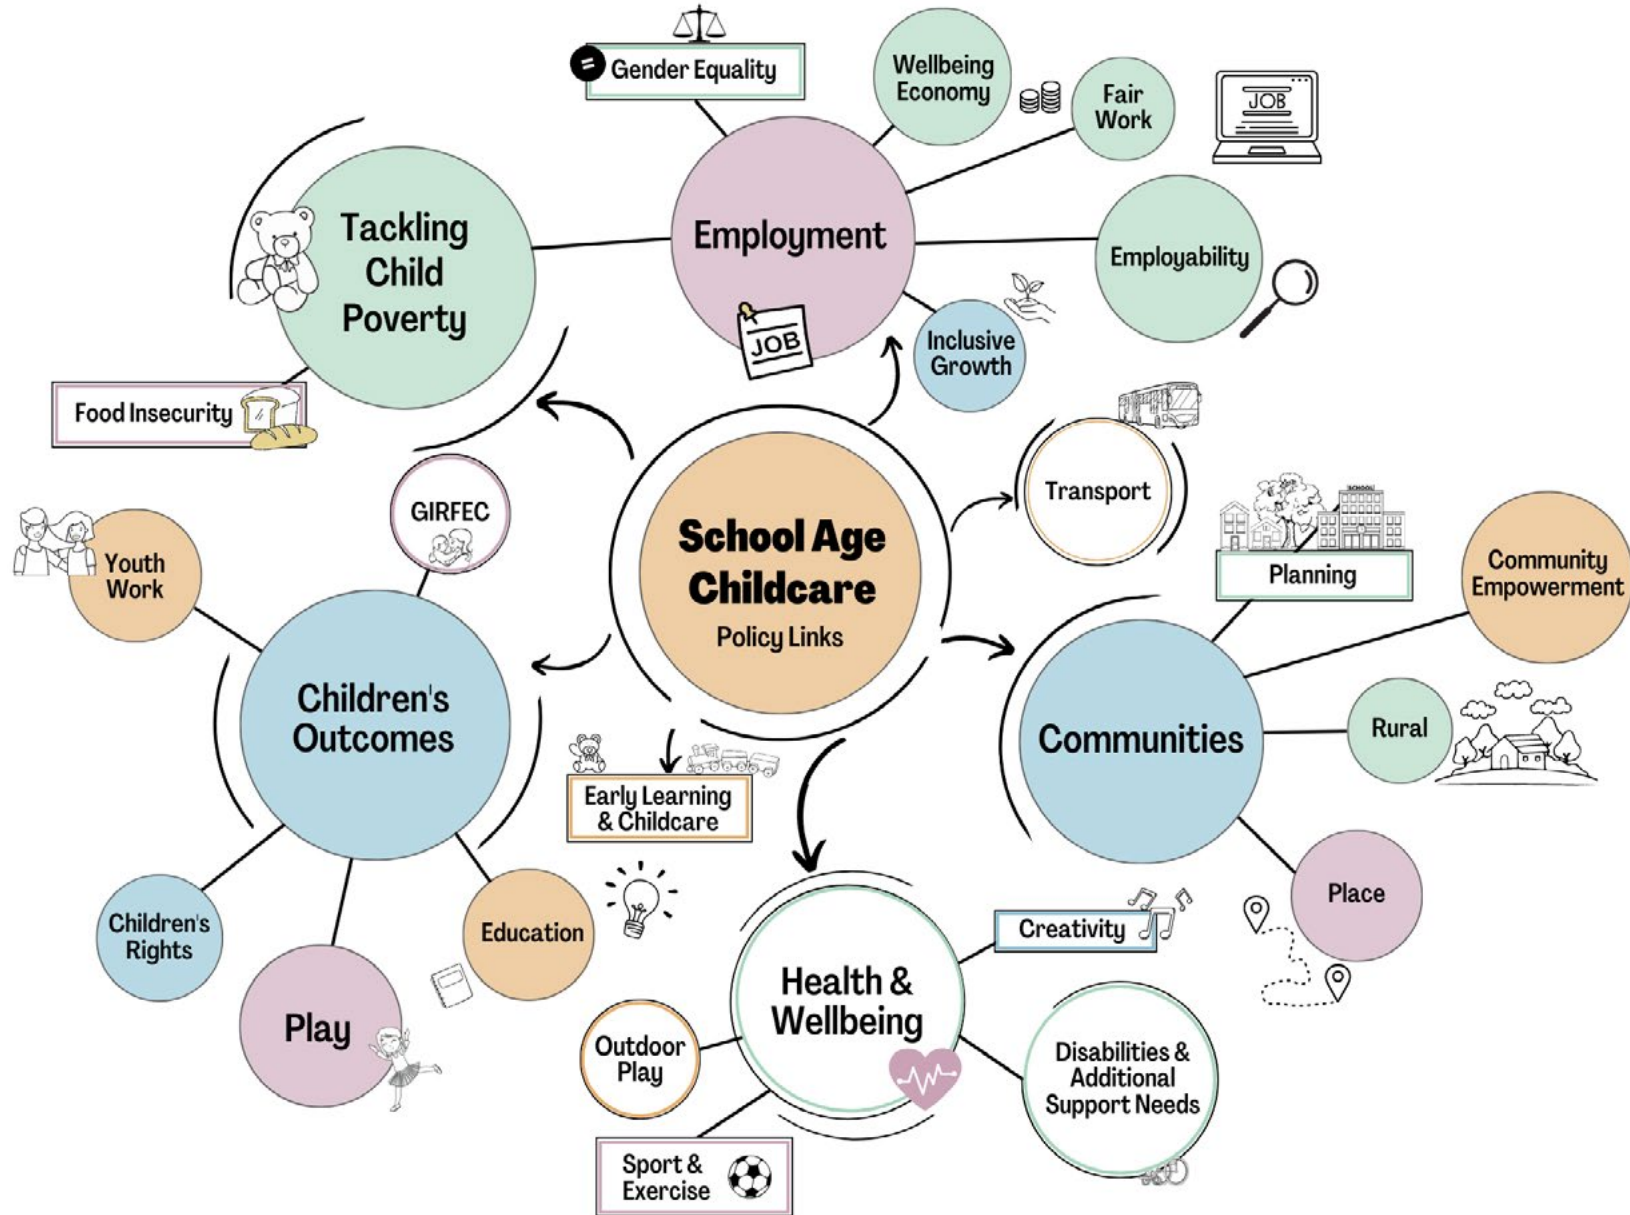 Gender Equality
Wellbeing
Economy
Fair
Work
JOB
Tackling
Child
Poverty
Employment
Employability
JOB
Inclusive
Growth
Food Insecurity
Transport
GIRFEC
School Age
Childcare
Policy Links
SCHOOL
Planning
Community
Empowerment
Youth
Work
Children's
Outcomes
Communities
Rural
Early Learning
& Childcare
Place
Children's
Rights
Education
Creativity
Play
Health &
Wellbeing
Outdoor
Play
Disabilities &
Additional
Support Needs
Sport &
Exercise